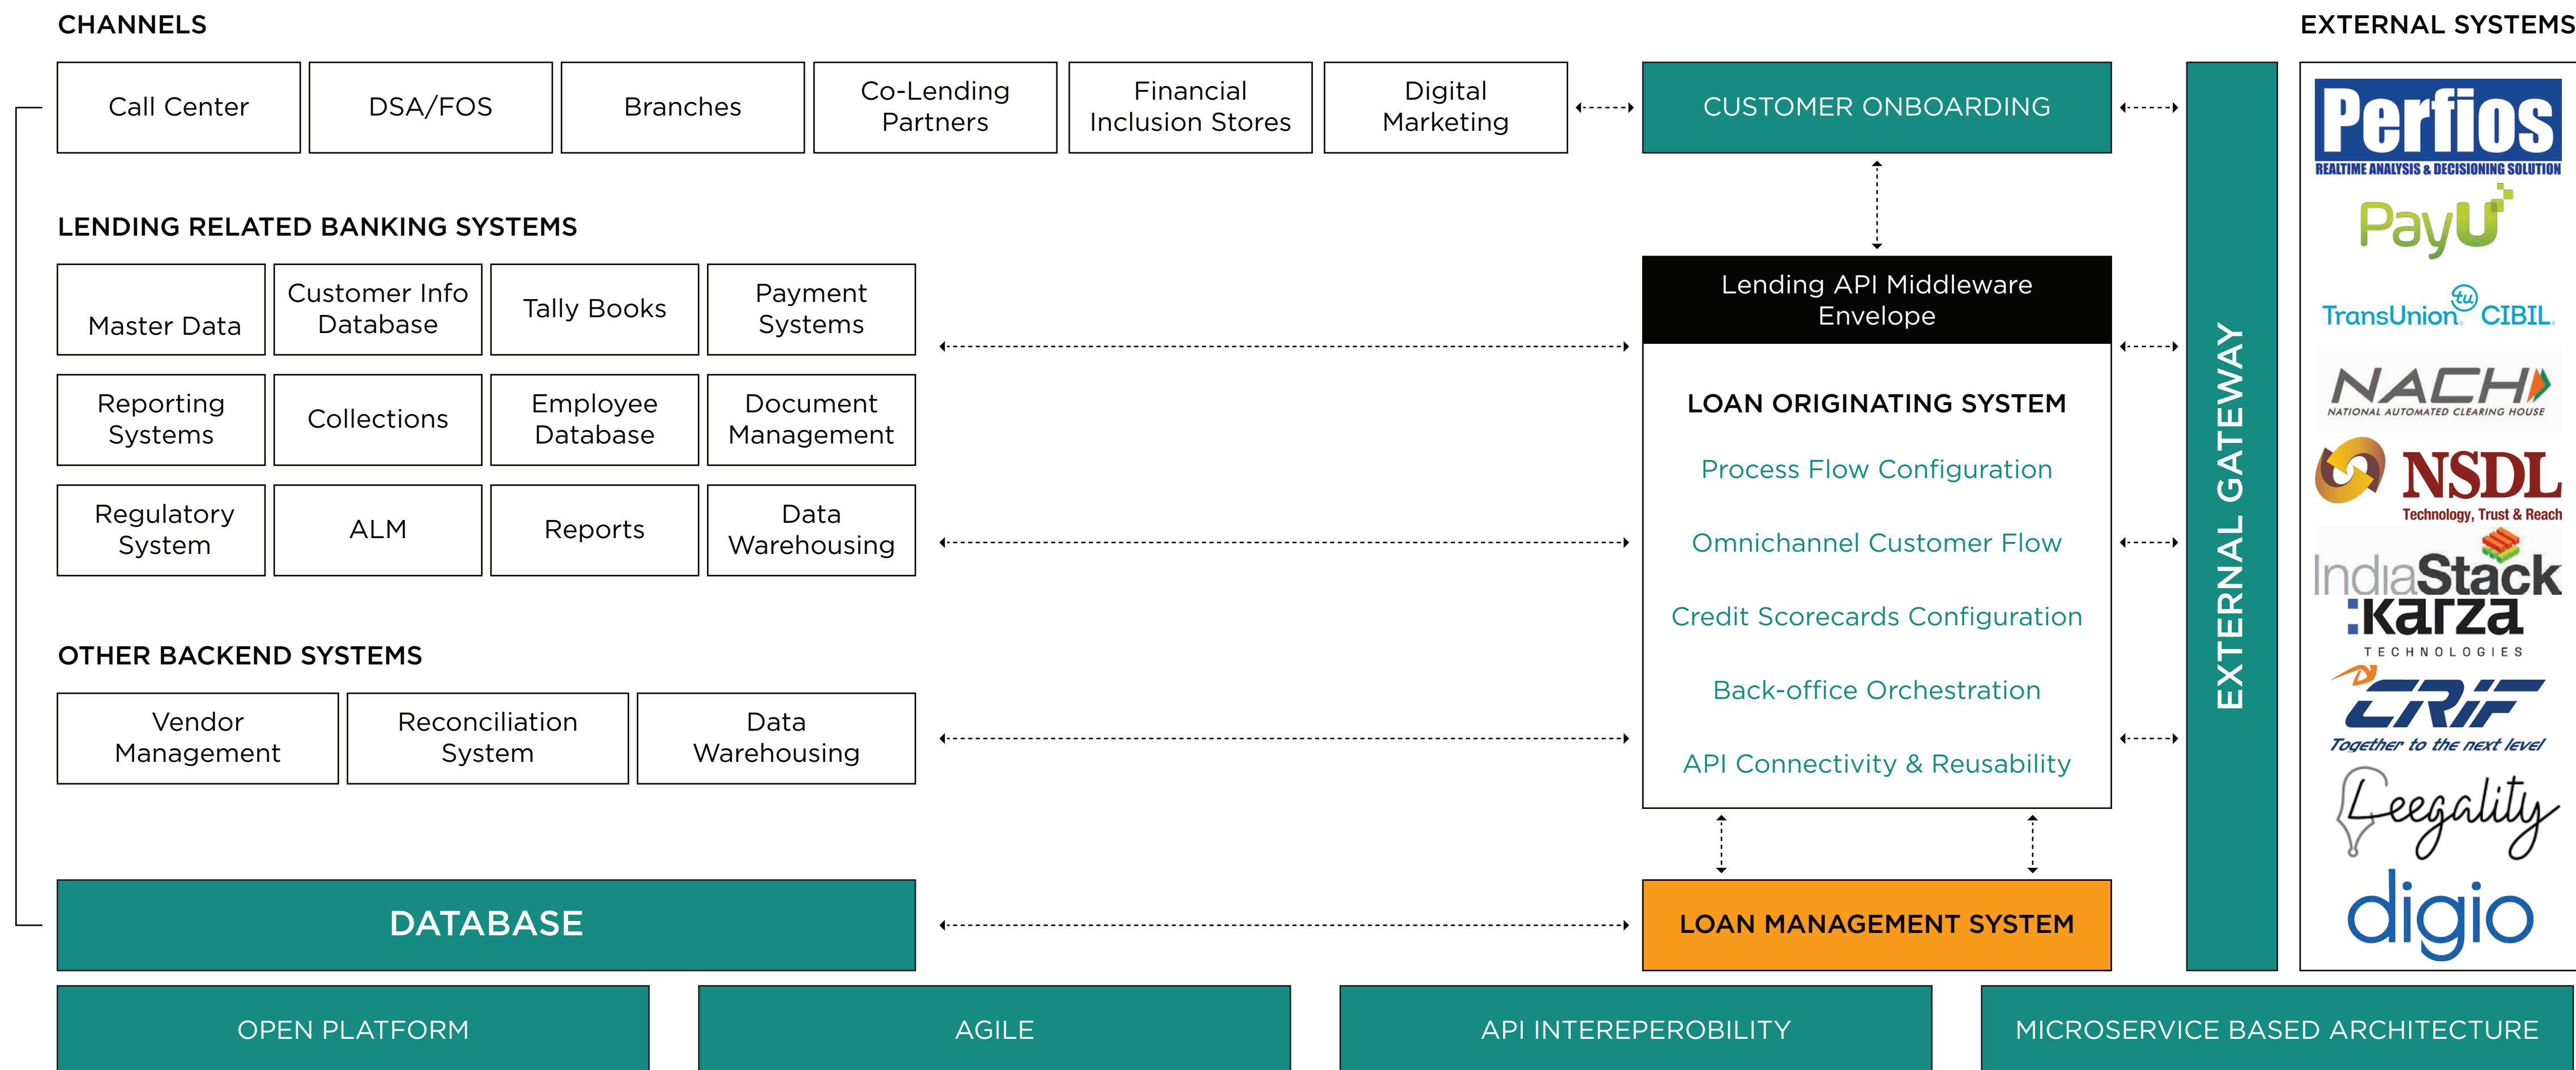 CHANNELS
Call Center
DSA/FOS
Branches
Co-Lending
Partners
Financial
Inclusion Stores
Digital
Marketing
CUSTOMER ONBOARDING
LENDING RELATED BANKING SYSTEMS
Master Data
Customer Info
Database
Tally Books
Payment
Systems
Reporting
Systems
Collections
Employee
Database
Document
Management
Regulatory
System
ALM
Reports
Data
Warehousing
OTHER BACKEND SYSTEMS
Vendor
Management
Reconciliation
System
Data
Warehousing
DATABASE
Lending API Middleware
Envelope
LOAN ORIGINATING SYSTEM
Process Flow Configuration
Omnichannel Customer Flow
Credit Scorecards Configuration
Back-office Orchestration
API Connectivity & Reusability
LOAN MANAGEMENT SYSTEM
EXTERNAL GATEWAY
EXTERNAL SYSTEMS
Perfios
REALTIME ANALYSIS & DECISIONING SOLUTION
PayU
tu
TransUnion. CIBIL.
NACH
NATIONAL AUTOMATED CLEARING HOUSE
NSDL
Technology, Trust & Reach
IndiaStack
:karza
TECHNOLOGIES
CRIF
Together to the next level
Leegality
digio
OPEN PLATFORM
AGILE
API INTEREPEROBILITY
MICROSERVICE BASED ARCHITECTURE